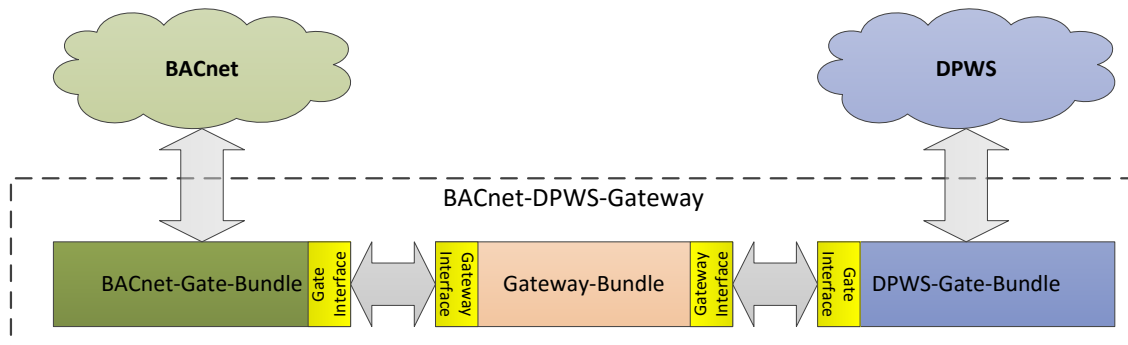 BACnet
DPWS
BACnet-DPWS-Gateway
BACnet-Gate-Bundle
Gate
Interface
Gateway
Interface
Gateway-Bundle
Gateway
Interface
Gate
Interface
DPWS-Gate-Bundle